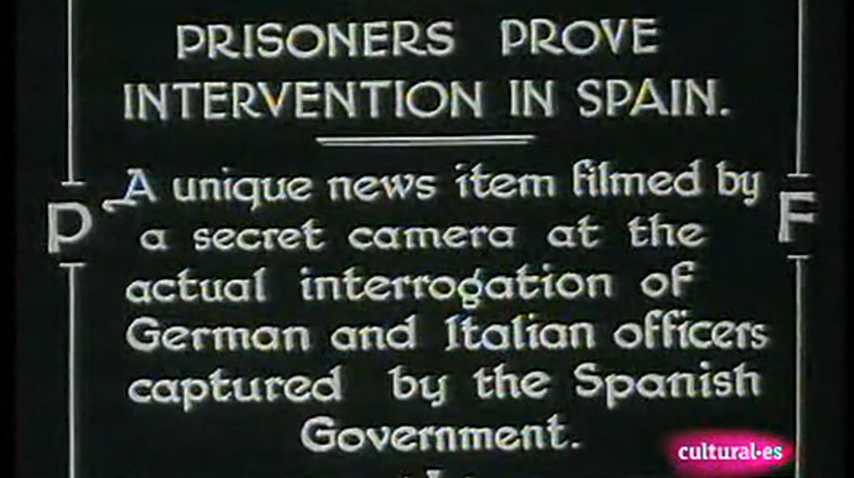 PRISONERS PROVE
INTERVENTION IN SPAIN.
A unique news item filmed by
a secret camera at the
actual interrogation of
German and Italian officers
captured by the Spanish
Government.
P
F
cultural·es